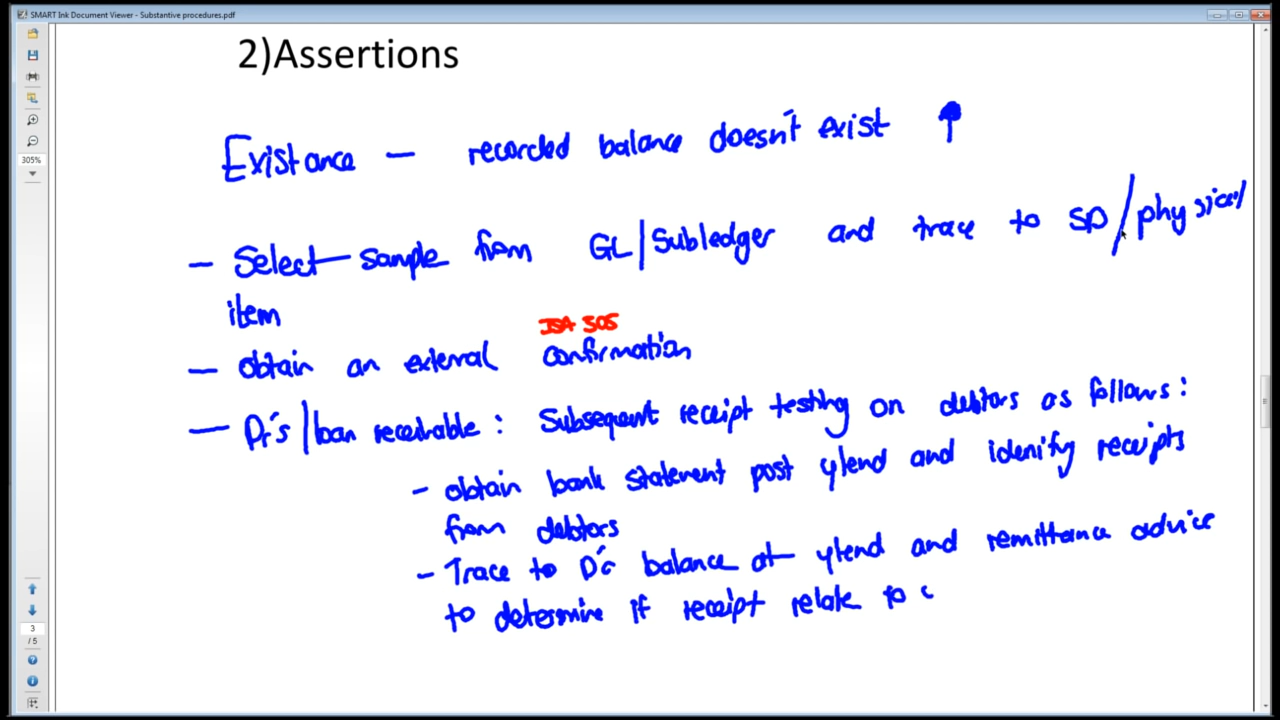 SMART Ink Document Viewer - Substantive procedures.pdf
2)Assertions
Existance — recorded balance doesn't exist ↑
— Select sample from GL/Subledger and trace to SD/physical
item
ISA 505
— obtain an external confirmation
— Dr's/loan receivable: Subsequent receipt testing on debtors as follows:
- obtain bank statement post y/end and idenify receipts
from debtors
- Trace to Dr balance at y/end and remittance advice
to determine if receipt relate to
305%
3
/ 5